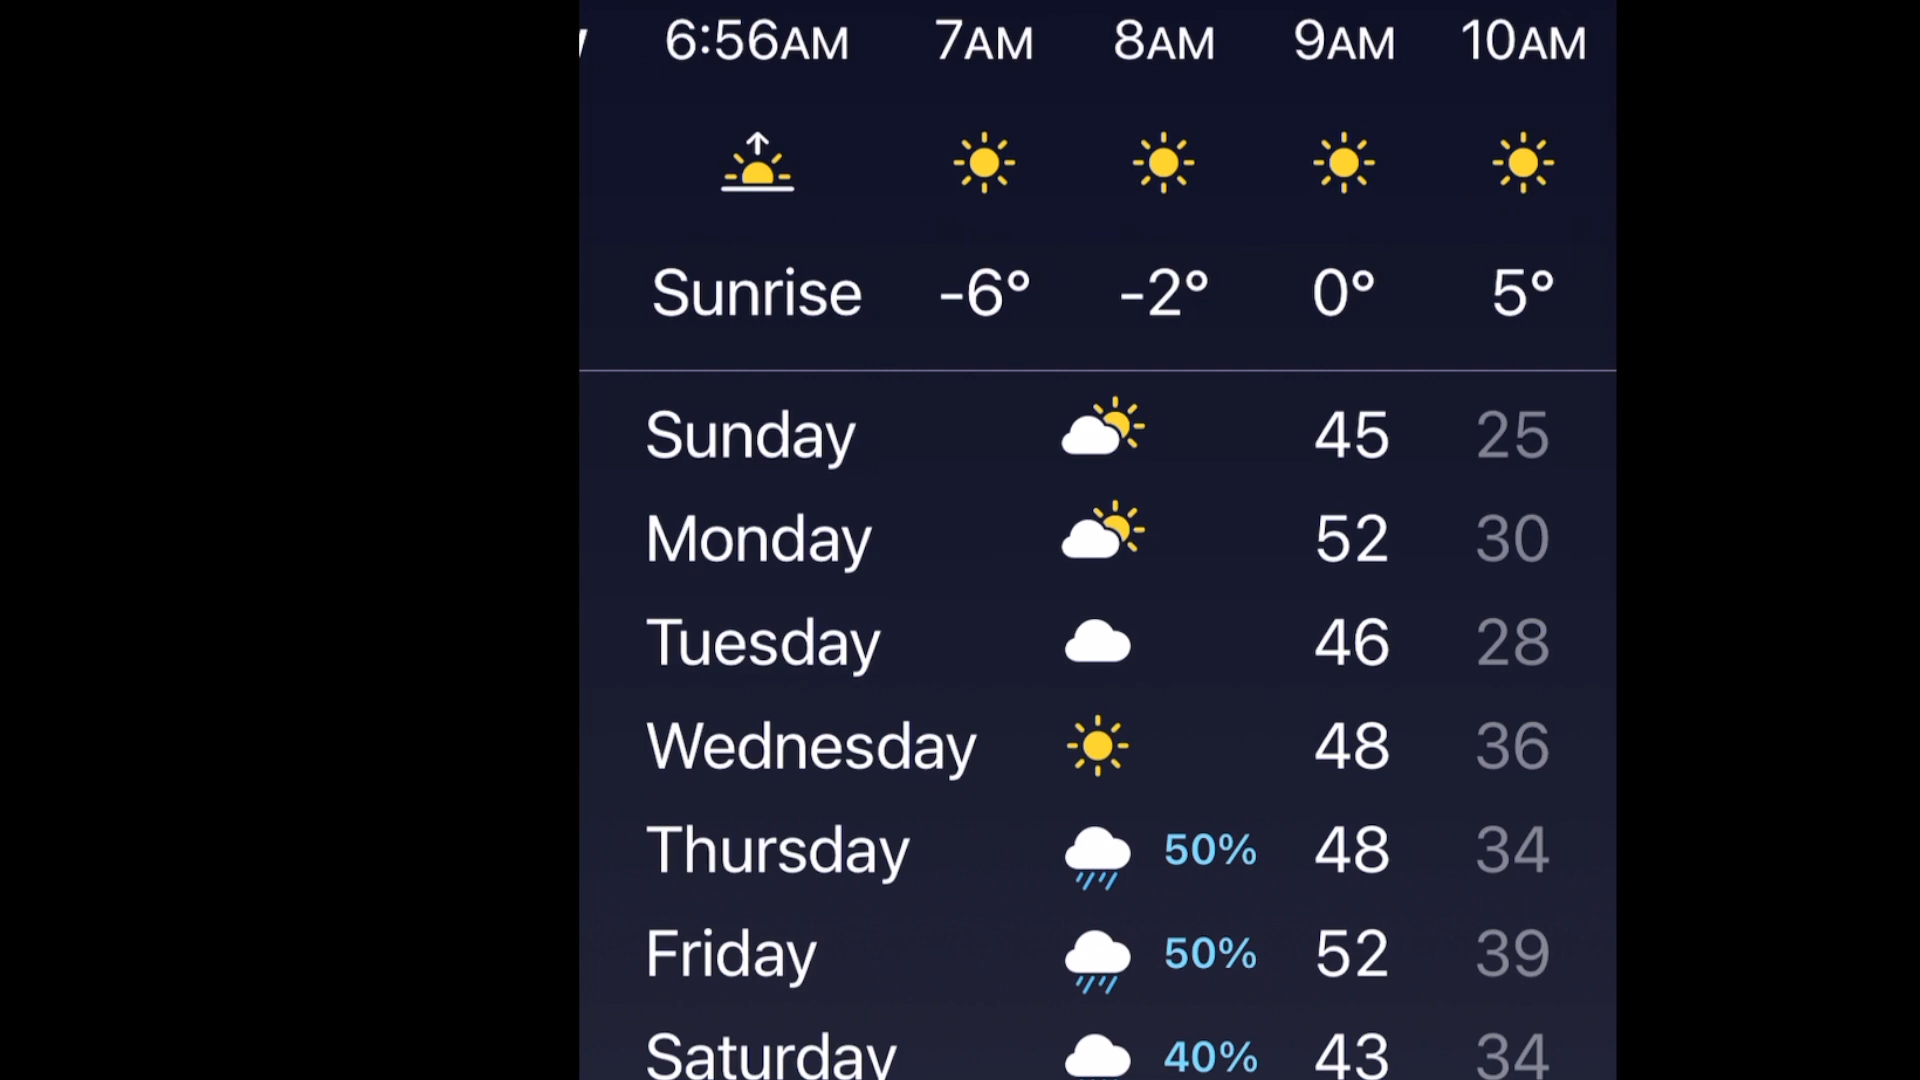 6:56AM 7AM 8AM 9AM 10AM
Sunrise -6° -2° 0° 5°
Sunday 45 25
Monday 52 30
Tuesday 46 28
Wednesday 48 36
Thursday 50% 48 34
Friday 50% 52 39
Saturday 40% 43 34